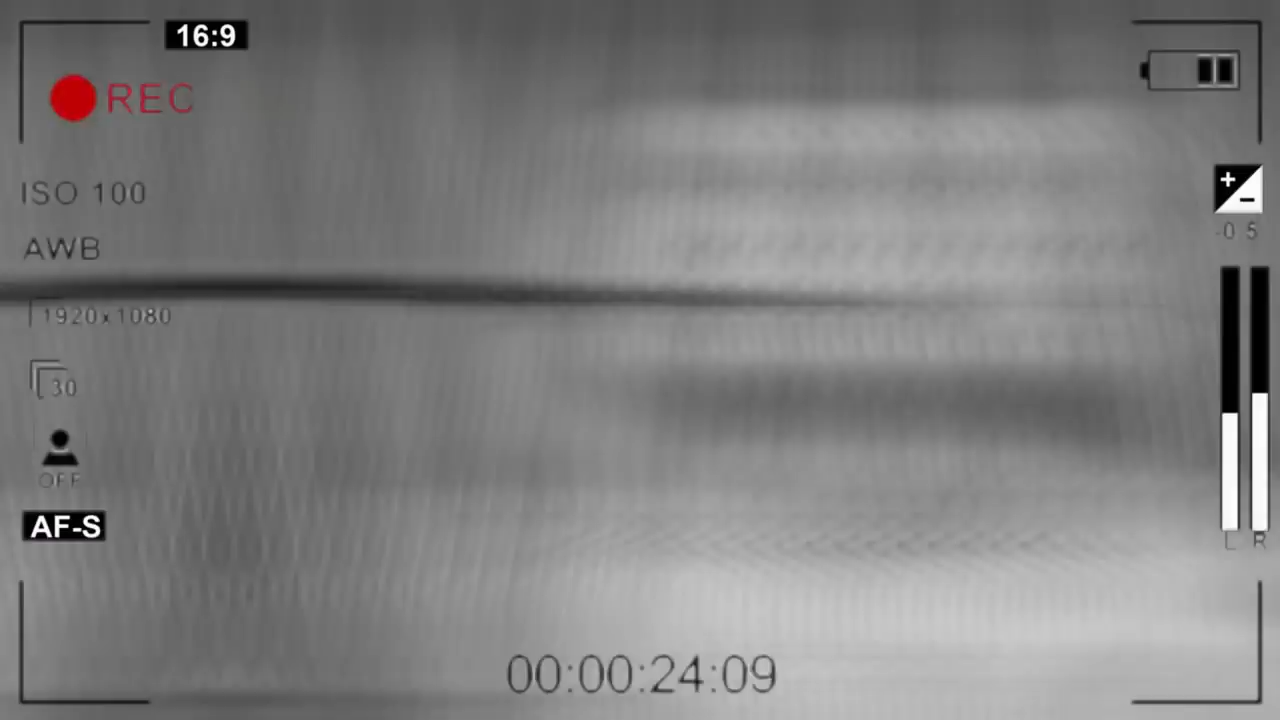 16:9
REC
ISO 100
AWB
-0 5
1920x1080
30
OFF
AF-S
L R
00:00:24:09